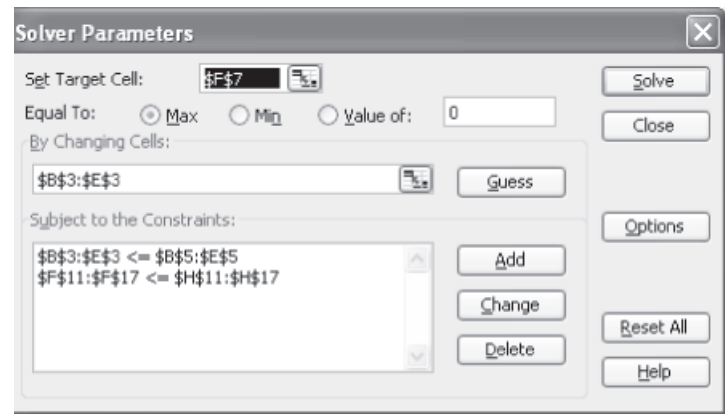 Solver Parameters
Set Target Cell: $F$7 Solve
Equal To: Max Min Value of: 0 Close
By Changing Cells:
$B$3:$E$3 Guess
Subject to the Constraints: Options
$B$3:$E$3 <= $B$5:$E$5 Add
$F$11:$F$17 <= $H$11:$H$17
Change
Reset All
Delete
Help